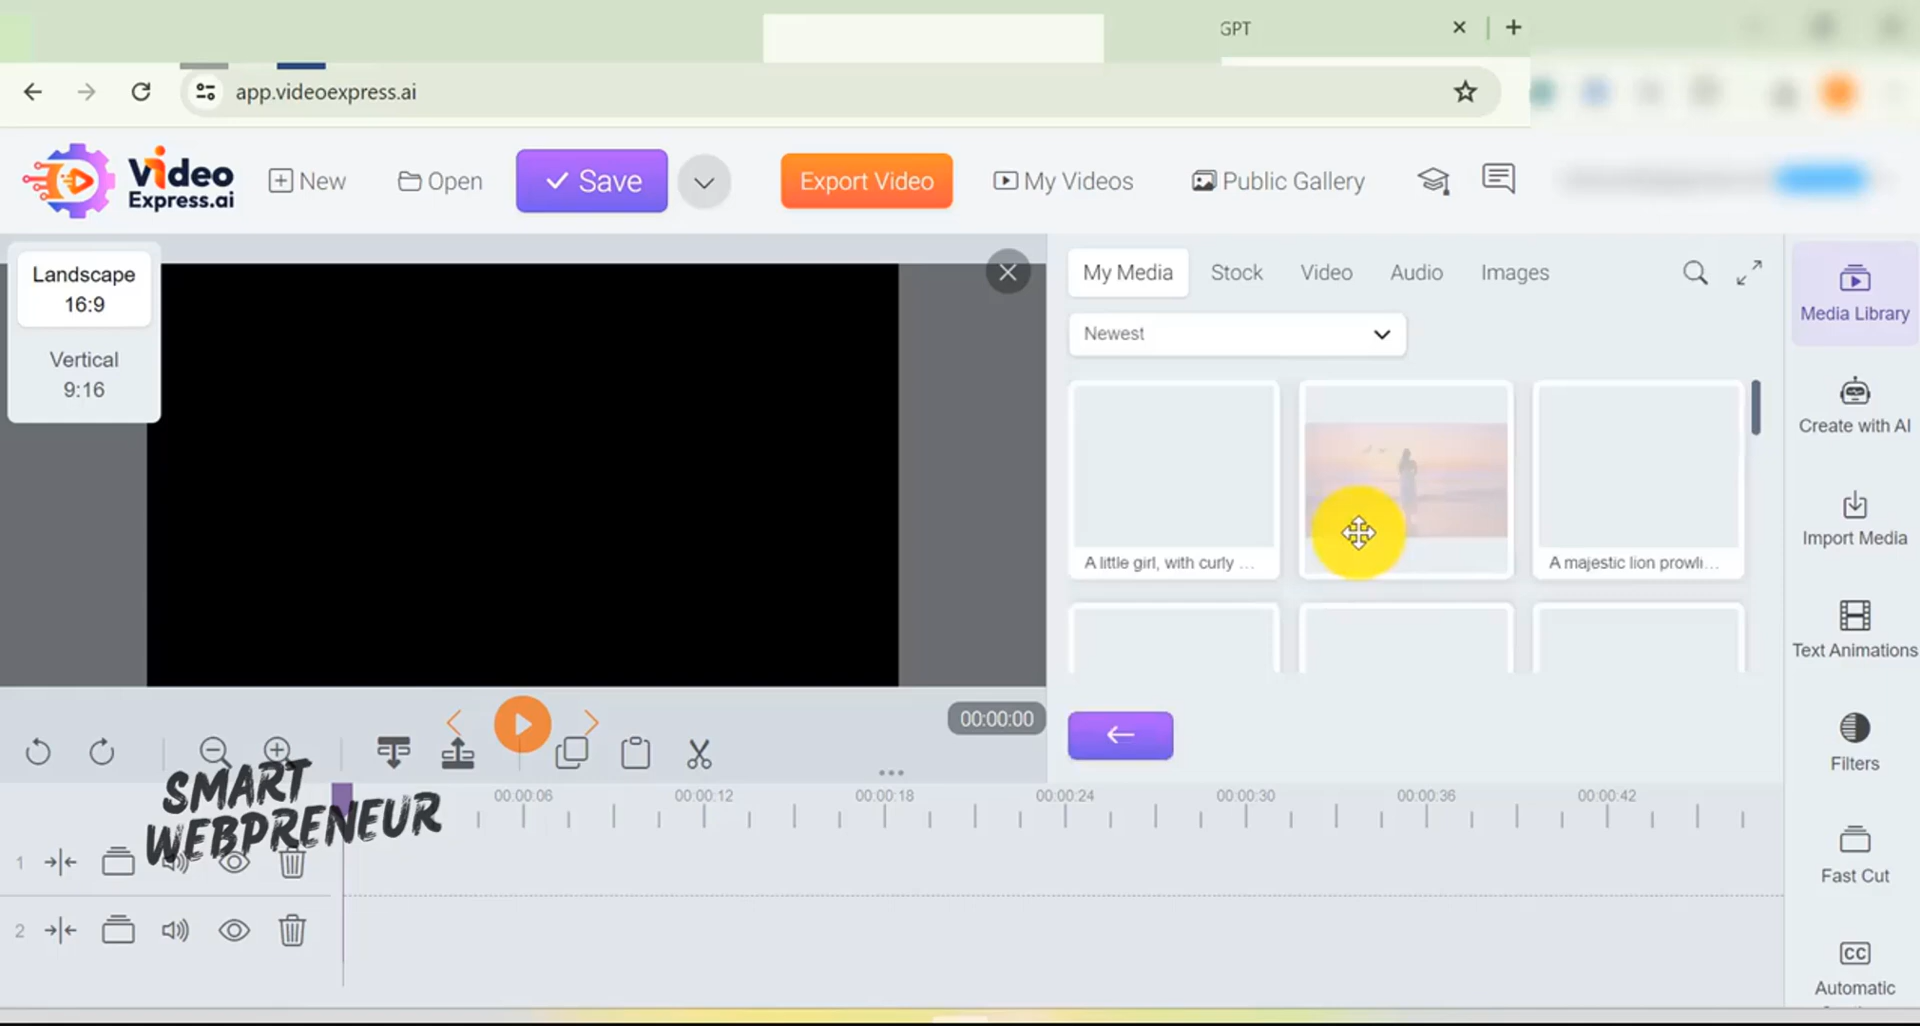 GPT
app.videoexpress.ai
Video
Express.ai
New
Open
Save
Export Video
My Videos
Public Gallery
Landscape
16:9
Vertical
9:16
My Media
Stock
Video
Audio
Images
Newest
A little girl, with curly ...
A majestic lion prowli...
00:00:00
00:00:06
00:00:12
00:00:18
00:00:24
00:00:30
00:00:36
00:00:42
SMART
WEBPRENEUR
1
2
Media Library
Create with AI
Import Media
Text Animations
Filters
Fast Cut
CC
Automatic